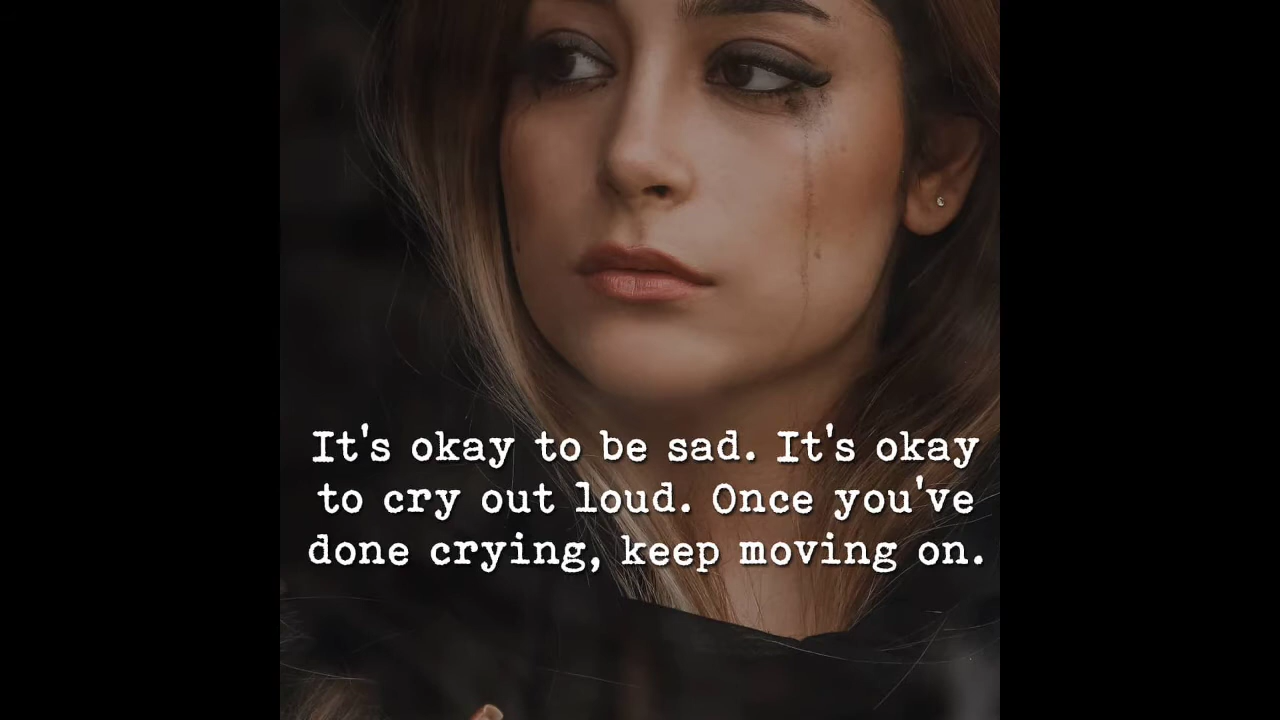 It's okay to be sad. It's okay
to cry out loud. Once you've
done crying, keep moving on.